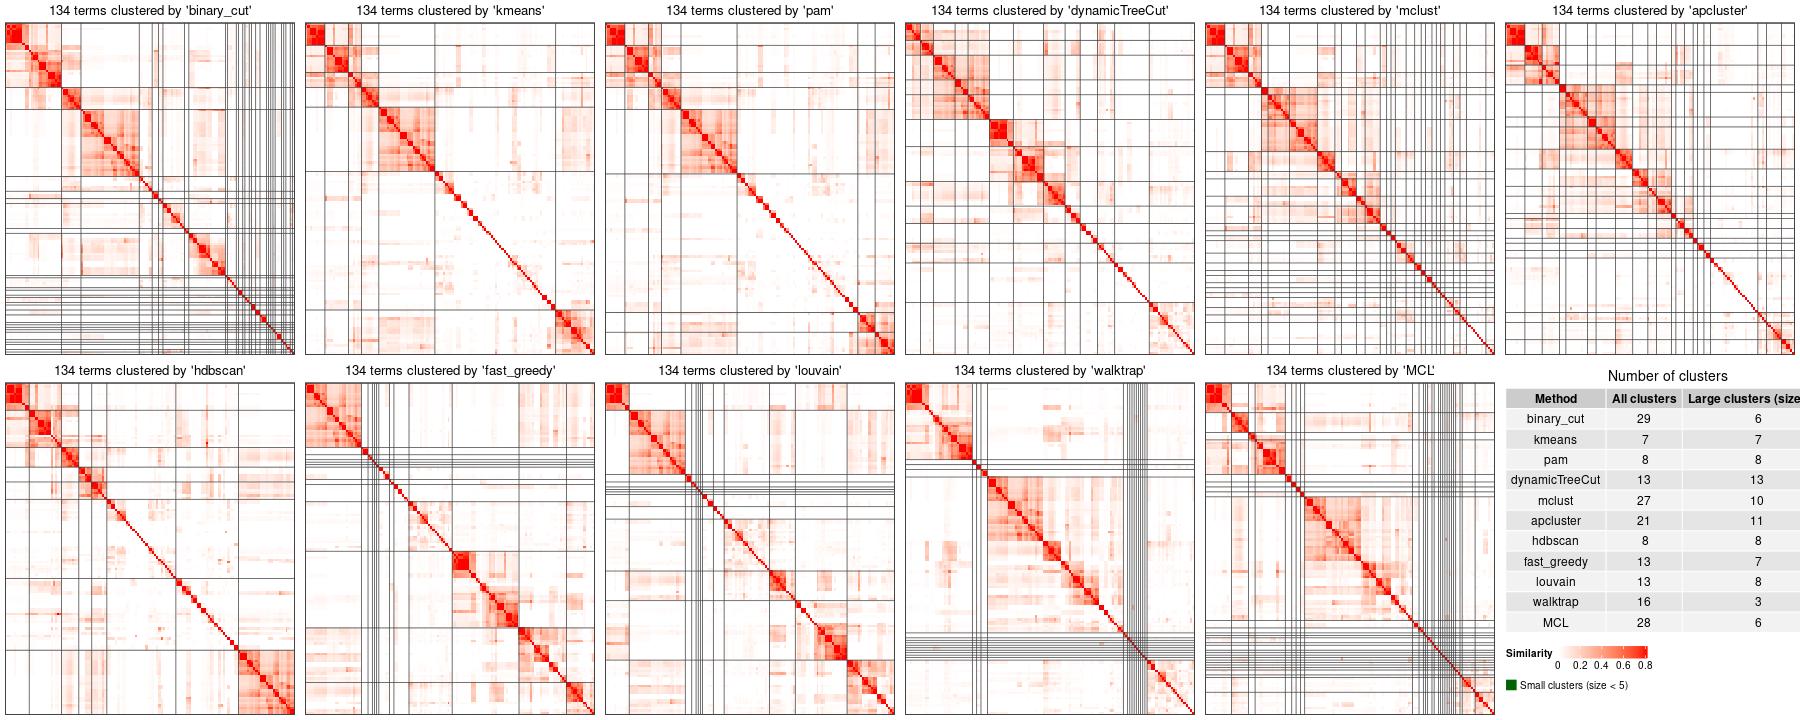 134 terms clustered by 'binary_cut'
134 terms clustered by 'kmeans'
134 terms clustered by 'pam'
134 terms clustered by 'dynamicTreeCut'
134 terms clustered by 'mclust'
134 terms clustered by 'apcluster'
134 terms clustered by 'hdbscan'
134 terms clustered by 'fast_greedy'
134 terms clustered by 'louvain'
134 terms clustered by 'walktrap'
134 terms clustered by 'MCL'
Number of clusters
Method All clusters Large clusters (size
binary_cut 29 6
kmeans 7 7
pam 8 8
dynamicTreeCut 13 13
mclust 27 10
apcluster 21 11
hdbscan 8 8
fast_greedy 13 7
louvain 13 8
walktrap 16 3
MCL 28 6
Similarity
0 0.2 0.4 0.6 0.8
Small clusters (size < 5)